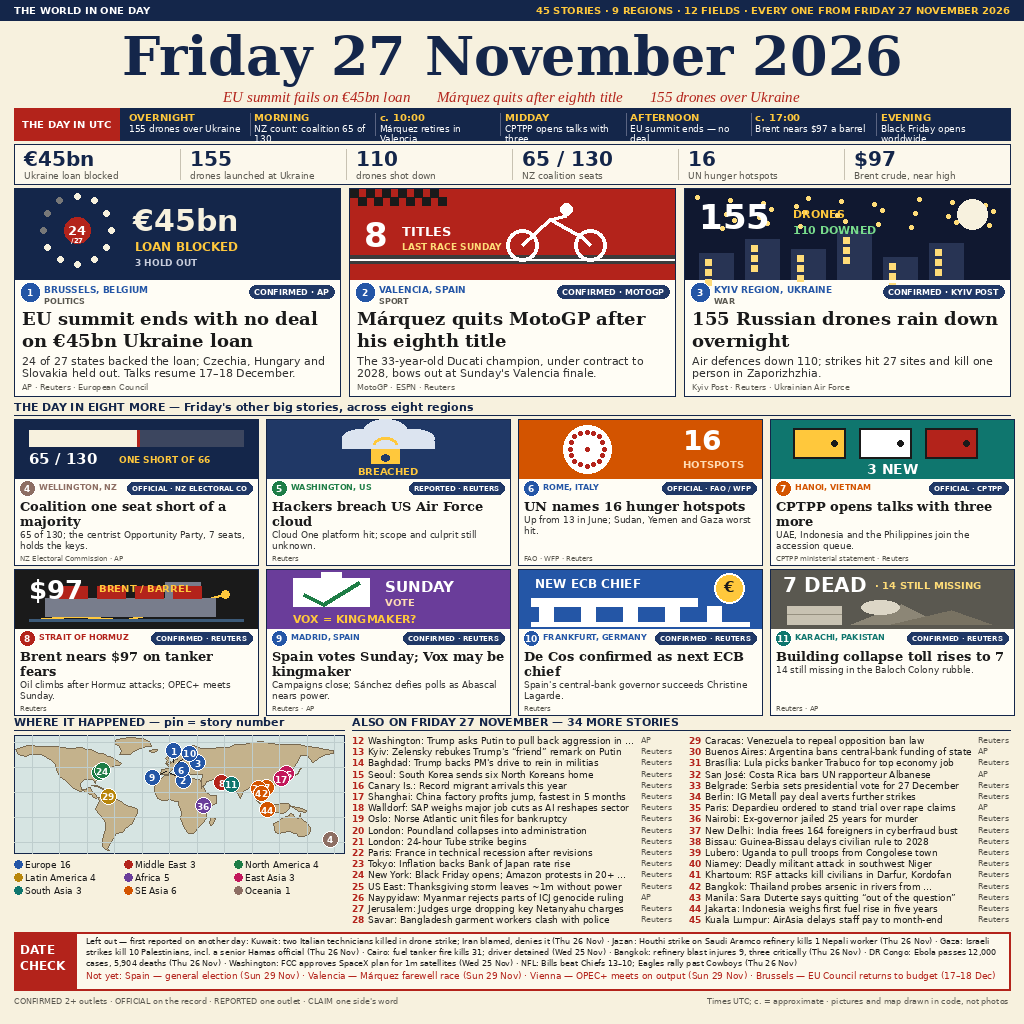 THE WORLD IN ONE DAY
45 STORIES · 9 REGIONS · 12 FIELDS · EVERY ONE FROM FRIDAY 27 NOVEMBER 2026
Friday 27 November 2026
EU summit fails on €45bn loan Márquez quits after eighth title 155 drones over Ukraine
THE DAY IN UTC
OVERNIGHT
155 drones over Ukraine
MORNING
NZ count: coalition 65 of
130
c. 10:00
Márquez retires in
Valencia
MIDDAY
CPTPP opens talks with
three
AFTERNOON
EU summit ends — no
deal
c. 17:00
Brent nears $97 a barrel
EVENING
Black Friday opens
worldwide
€45bn
Ukraine loan blocked
155
drones launched at Ukraine
110
drones shot down
65 / 130
NZ coalition seats
16
UN hunger hotspots
$97
Brent crude, near high
24
/27
€45bn
LOAN BLOCKED
3 HOLD OUT
1 BRUSSELS, BELGIUM
POLITICS
CONFIRMED · AP
EU summit ends with no deal
on €45bn Ukraine loan
24 of 27 states backed the loan; Czechia, Hungary and
Slovakia held out. Talks resume 17–18 December.
AP · Reuters · European Council
8 TITLES
LAST RACE SUNDAY
2 VALENCIA, SPAIN
SPORT
CONFIRMED · MOTOGP
Márquez quits MotoGP after
his eighth title
The 33-year-old Ducati champion, under contract to
2028, bows out at Sunday's Valencia finale.
MotoGP · ESPN · Reuters
155 DRONES
110 DOWNED
3 KYIV REGION, UKRAINE
WAR
CONFIRMED · KYIV POST
155 Russian drones rain down
overnight
Air defences down 110; strikes hit 27 sites and kill one
person in Zaporizhzhia.
Kyiv Post · Reuters · Ukrainian Air Force
THE DAY IN EIGHT MORE — Friday's other big stories, across eight regions
65 / 130 ONE SHORT OF 66
4 WELLINGTON, NZ
OFFICIAL · NZ ELECTORAL CO
Coalition one seat short of a
majority
65 of 130; the centrist Opportunity Party, 7 seats,
holds the keys.
NZ Electoral Commission · AP
BREACHED
5 WASHINGTON, US
REPORTED · REUTERS
Hackers breach US Air Force
cloud
Cloud One platform hit; scope and culprit still
unknown.
Reuters
16
HOTSPOTS
6 ROME, ITALY
OFFICIAL · FAO / WFP
UN names 16 hunger hotspots
Up from 13 in June; Sudan, Yemen and Gaza worst
hit.
FAO · WFP · Reuters
3 NEW
7 HANOI, VIETNAM
OFFICIAL · CPTPP
CPTPP opens talks with three
more
UAE, Indonesia and the Philippines join the
accession queue.
CPTPP ministerial statement · Reuters
$97 BRENT / BARREL
8 STRAIT OF HORMUZ
CONFIRMED · REUTERS
Brent nears $97 on tanker
fears
Oil climbs after Hormuz attacks; OPEC+ meets
Sunday.
Reuters
SUNDAY
VOTE
VOX = KINGMAKER?
9 MADRID, SPAIN
CONFIRMED · REUTERS
Spain votes Sunday; Vox may be
kingmaker
Campaigns close; Sánchez defies polls as Abascal
nears power.
Reuters
NEW ECB CHIEF
€
10 FRANKFURT, GERMANY
CONFIRMED · REUTERS
De Cos confirmed as next ECB
chief
Spain's central-bank governor succeeds Christine
Lagarde.
Reuters · AP
7 DEAD · 14 STILL MISSING
11 KARACHI, PAKISTAN
CONFIRMED · REUTERS
Building collapse toll rises to 7
14 still missing in the Baloch Colony rubble.
Reuters · AP
WHERE IT HAPPENED — pin = story number
1
10
3
6
2
9
24
29
8
11
36
17
42
44
4
Europe 16
Middle East 3
North America 4
Latin America 4
Africa 5
East Asia 3
South Asia 3
SE Asia 6
Oceania 1
ALSO ON FRIDAY 27 NOVEMBER — 34 MORE STORIES
12 Washington: Trump asks Putin to pull back aggression in ... AP
13 Kyiv: Zelensky rebukes Trump's “friend” remark on Putin Reuters
14 Baghdad: Trump backs PM's drive to rein in militias Reuters
15 Seoul: South Korea sends six North Koreans home Reuters
16 Canary Is.: Record migrant arrivals this year Reuters
17 Shanghai: China factory profits jump, fastest in 5 months Reuters
18 Walldorf: SAP weighs major job cuts as AI reshapes sector Reuters
19 Oslo: Norse Atlantic unit files for bankruptcy Reuters
20 London: Poundland collapses into administration Reuters
21 London: 24-hour Tube strike begins Reuters
22 Paris: France in technical recession after revisions Reuters
23 Tokyo: Inflation backs Bank of Japan rate rise Reuters
24 New York: Black Friday opens; Amazon protests in 20+ ... Reuters
25 US East: Thanksgiving storm leaves ~1m without power Reuters
26 Naypyidaw: Myanmar rejects parts of ICJ genocide ruling AP
27 Jerusalem: Judges urge dropping key Netanyahu charges Reuters
28 Savar: Bangladesh garment workers clash with police Reuters
29 Caracas: Venezuela to repeal opposition ban law Reuters
30 Buenos Aires: Argentina bans central-bank funding of state AP
31 Brasília: Lula picks banker Trabuco for top economy job Reuters
32 San José: Costa Rica bars UN rapporteur Albanese AP
33 Belgrade: Serbia sets presidential vote for 27 December Reuters
34 Berlin: IG Metall pay deal averts further strikes Reuters
35 Paris: Depardieu ordered to stand trial over rape claims AP
36 Nairobi: Ex-governor jailed 25 years for murder Reuters
37 New Delhi: India frees 164 foreigners in cyberfraud bust Reuters
38 Bissau: Guinea-Bissau delays civilian rule to 2028 Reuters
39 Lubero: Uganda to pull troops from Congolese town Reuters
40 Niamey: Deadly militant attack in southwest Niger Reuters
41 Khartoum: RSF attacks kill civilians in Darfur, Kordofan Reuters
42 Bangkok: Thailand probes arsenic in rivers from ... Reuters
43 Manila: Sara Duterte says quitting “out of the question” Reuters
44 Jakarta: Indonesia weighs first fuel rise in five years Reuters
45 Kuala Lumpur: AirAsia delays staff pay to month-end Reuters
DATE
CHECK
Left out — first reported on another day: Kuwait: two Italian technicians killed in drone strike; Iran blamed, denies it (Thu 26 Nov) · Jazan: Houthi strike on Saudi Aramco refinery kills 1 Nepali worker (Thu 26 Nov) · Gaza: Israeli
strikes kill 10 Palestinians, incl. a senior Hamas official (Thu 26 Nov) · Cairo: fuel tanker fire kills 31; driver detained (Wed 25 Nov) · Bangkok: refinery blast injures 9, three critically (Thu 26 Nov) · DR Congo: Ebola passes 12,000
cases, 5,904 deaths (Thu 26 Nov) · Washington: FCC approves SpaceX plan for 1m satellites (Wed 25 Nov) · NFL: Bills beat Chiefs 13–10; Eagles rally past Cowboys (Thu 26 Nov)
Not yet: Spain — general election (Sun 29 Nov) · Valencia — Márquez farewell race (Sun 29 Nov) · Vienna — OPEC+ meets on output (Sun 29 Nov) · Brussels — EU Council returns to budget (17–18 Dec)
CONFIRMED 2+ outlets · OFFICIAL on the record · REPORTED one outlet · CLAIM one side's word
Times UTC; c. = approximate · pictures and map drawn in code, not photos